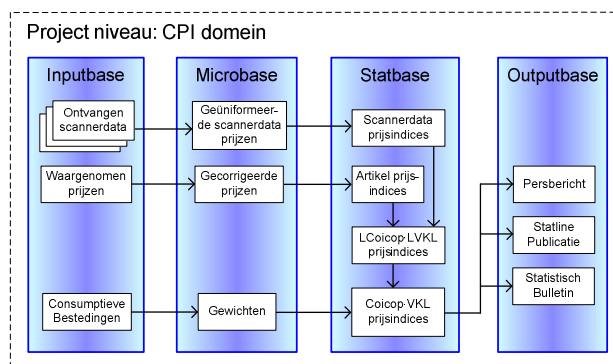 Project niveau: CPI domein
Inputbase
Microbase
Statbase
Outputbase
Ontvangen
scannerdata
Geüniformeer-
de scannerdata
prijzen
Scannerdata
prijsindices
Waargenomen
prijzen
Gecorrigeerde
prijzen
Artikel prijs-
indices
Persbericht
LCoicop·LVKL
prijsindices
Statline
Publicatie
Consumptieve
Bestedingen
Gewichten
Coicop·VKL
prijsindices
Statistisch
Bulletin